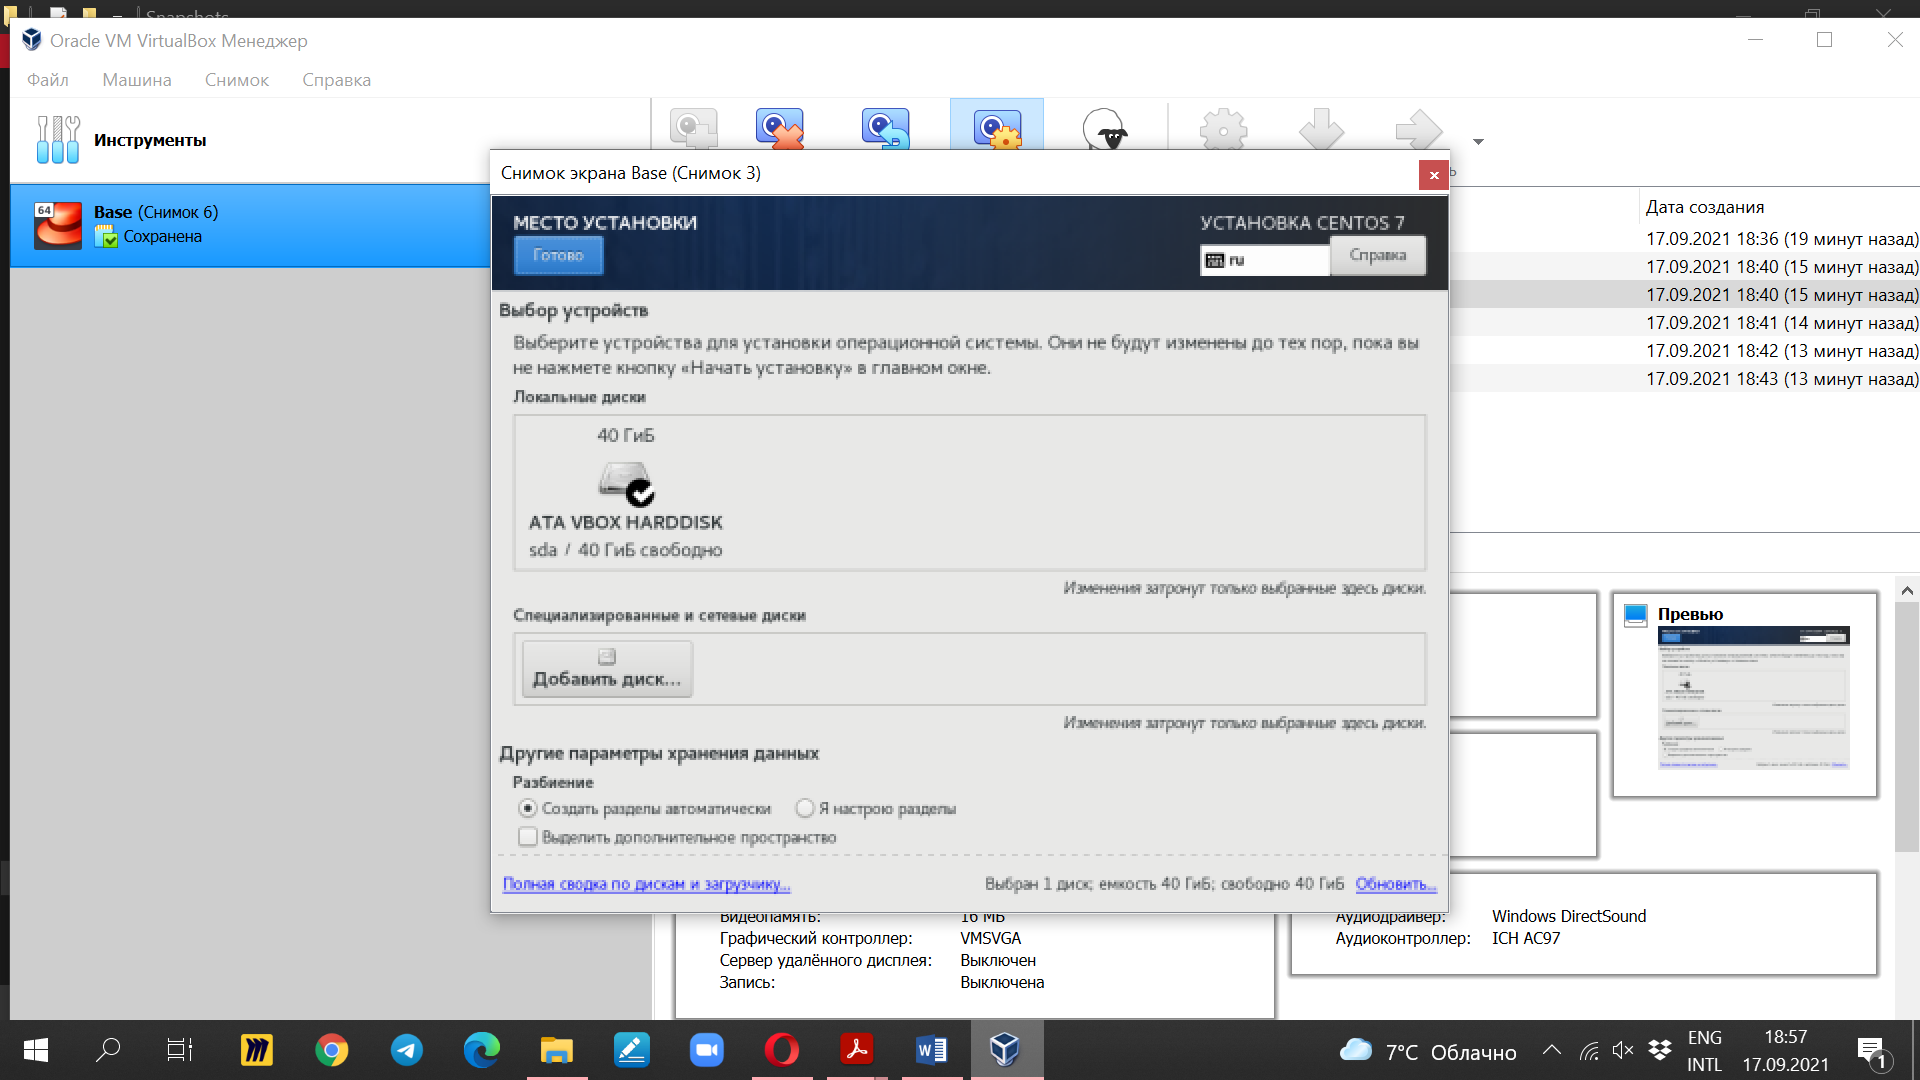 Snapshots
Oracle VM VirtualBox Менеджер
Файл Машина Снимок Справка
Инструменты
64
Base (Снимок 6)
Сохранена
Снимок экрана Base (Снимок 3)
МЕСТО УСТАНОВКИ
УСТАНОВКА CENTOS 7
Готово
ru
Справка
Выбор устройств
Выберите устройства для установки операционной системы. Они не будут изменены до тех пор, пока вы
не нажмете кнопку «Начать установку» в главном окне.
Локальные диски
40 ГиБ
ATA VBOX HARDDISK
sda / 40 ГиБ свободно
Изменения затронут только выбранные здесь диски.
Специализированные и сетевые диски
Добавить диск...
Изменения затронут только выбранные здесь диски.
Другие параметры хранения данных
Разбиение
Создать разделы автоматически Я настрою разделы
Выделить дополнительное пространство
Полная сводка по дискам и загрузчику...
Выбран 1 диск; емкость 40 ГиБ; свободно 40 ГиБ Обновить...
Дата создания
17.09.2021 18:36 (19 минут назад)
17.09.2021 18:40 (15 минут назад)
17.09.2021 18:40 (15 минут назад)
17.09.2021 18:41 (14 минут назад)
17.09.2021 18:42 (13 минут назад)
17.09.2021 18:43 (13 минут назад)
Превью
Видеопамять: 16 МБ
Графический контроллер: VMSVGA
Сервер удалённого дисплея: Выключен
Запись: Выключена
Аудиодрайвер: Windows DirectSound
Аудиоконтроллер: ICH AC97
7°C Облачно
ENG
INTL
18:57
17.09.2021
1